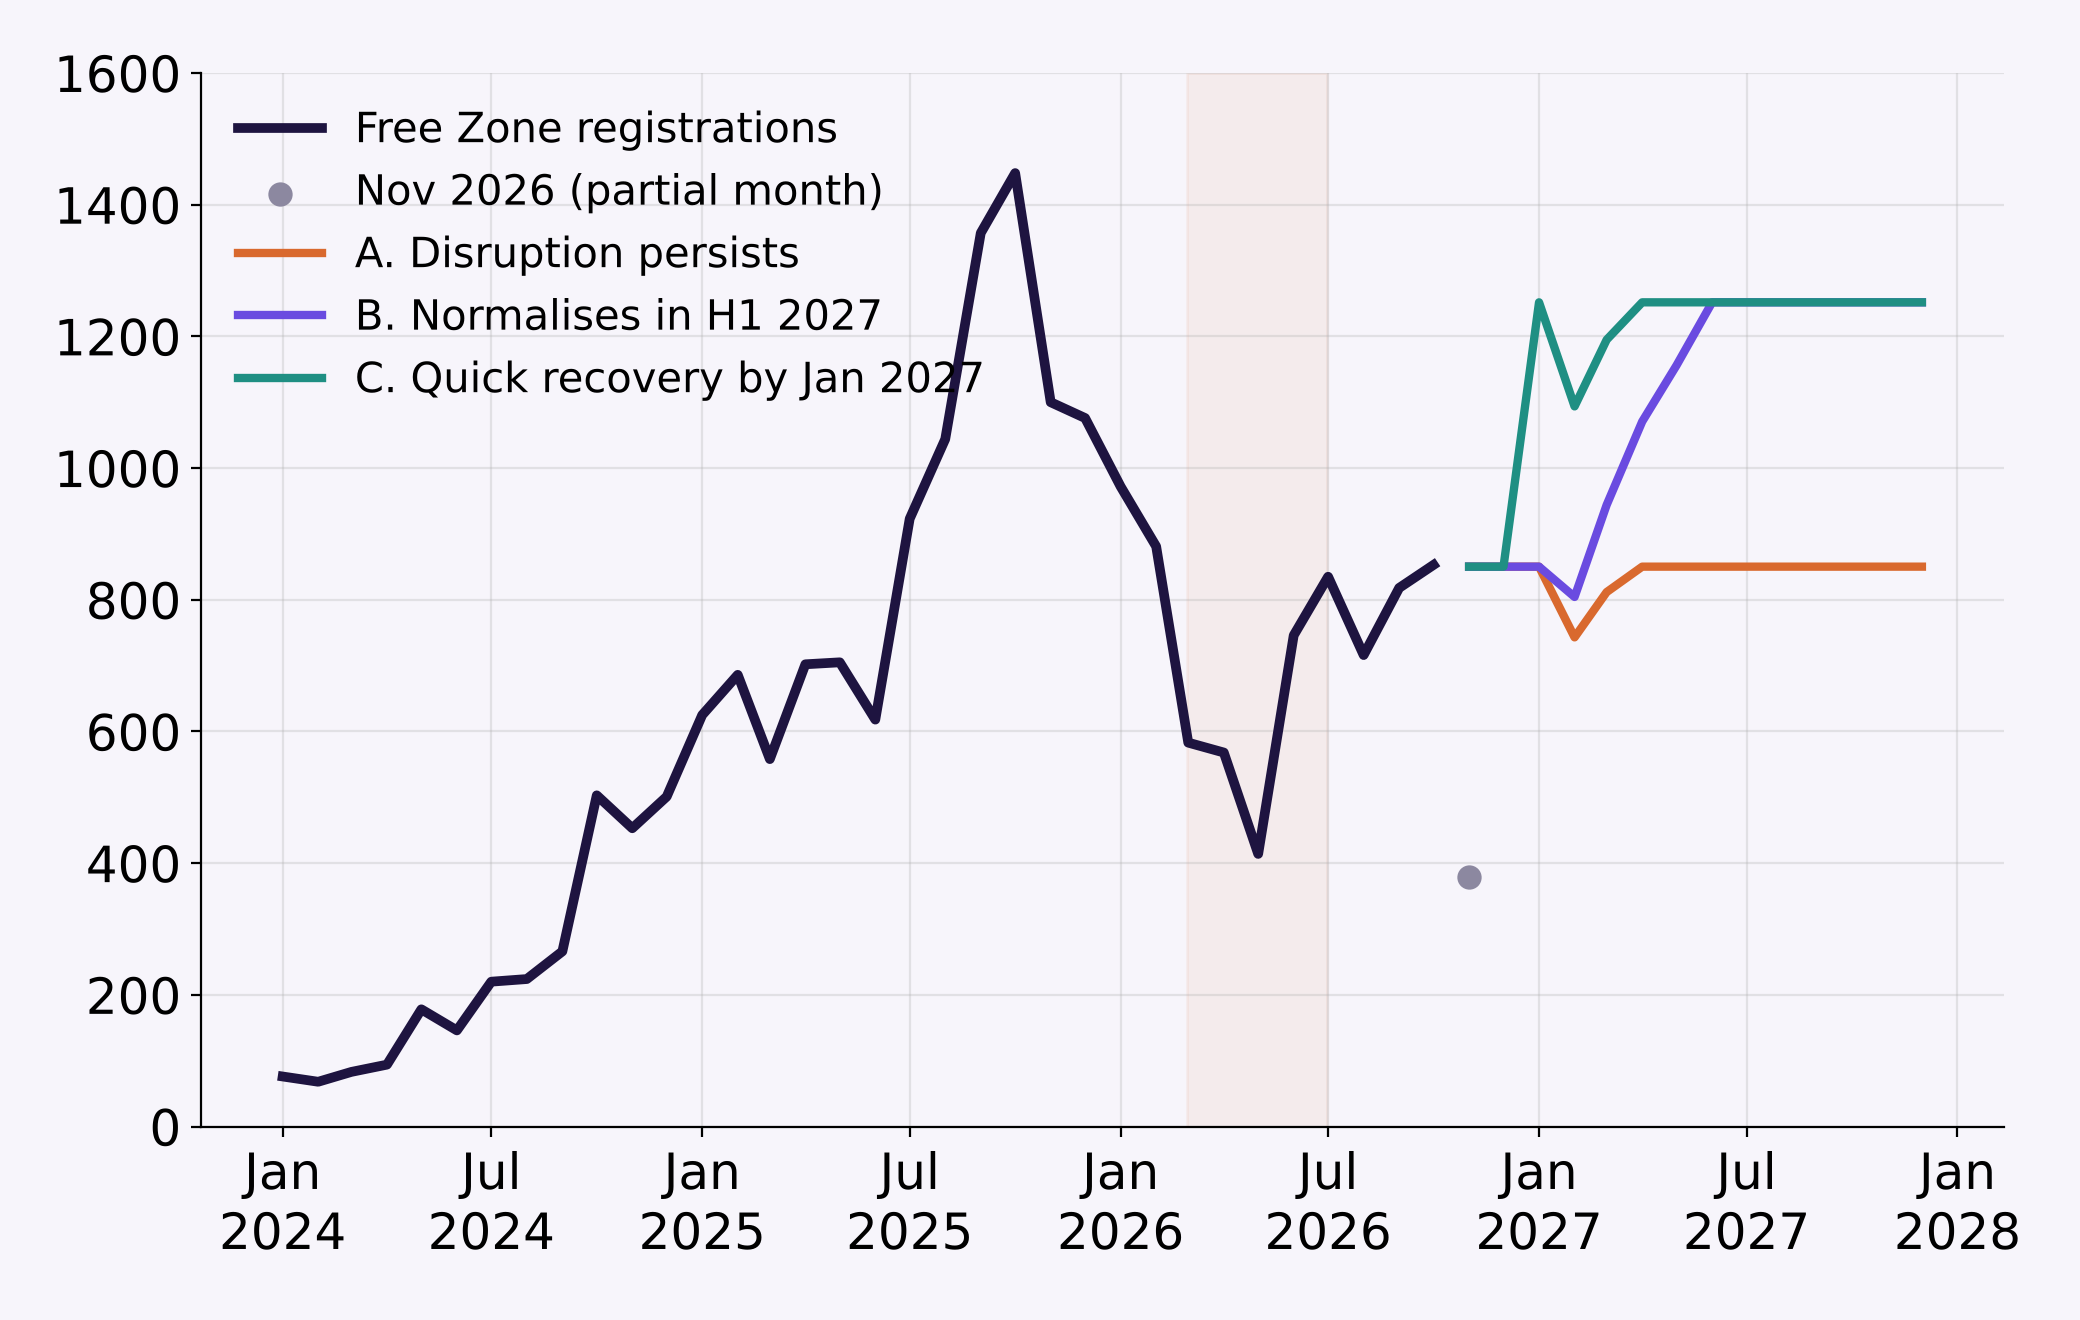 1600
1400
1200
1000
800
600
400
200
0
Free Zone registrations
Nov 2026 (partial month)
A. Disruption persists
B. Normalises in H1 2027
C. Quick recovery by Jan 2027
Jan Jul Jan Jul Jan Jul Jan Jul Jan
2024 2024 2025 2025 2026 2026 2027 2027 2028